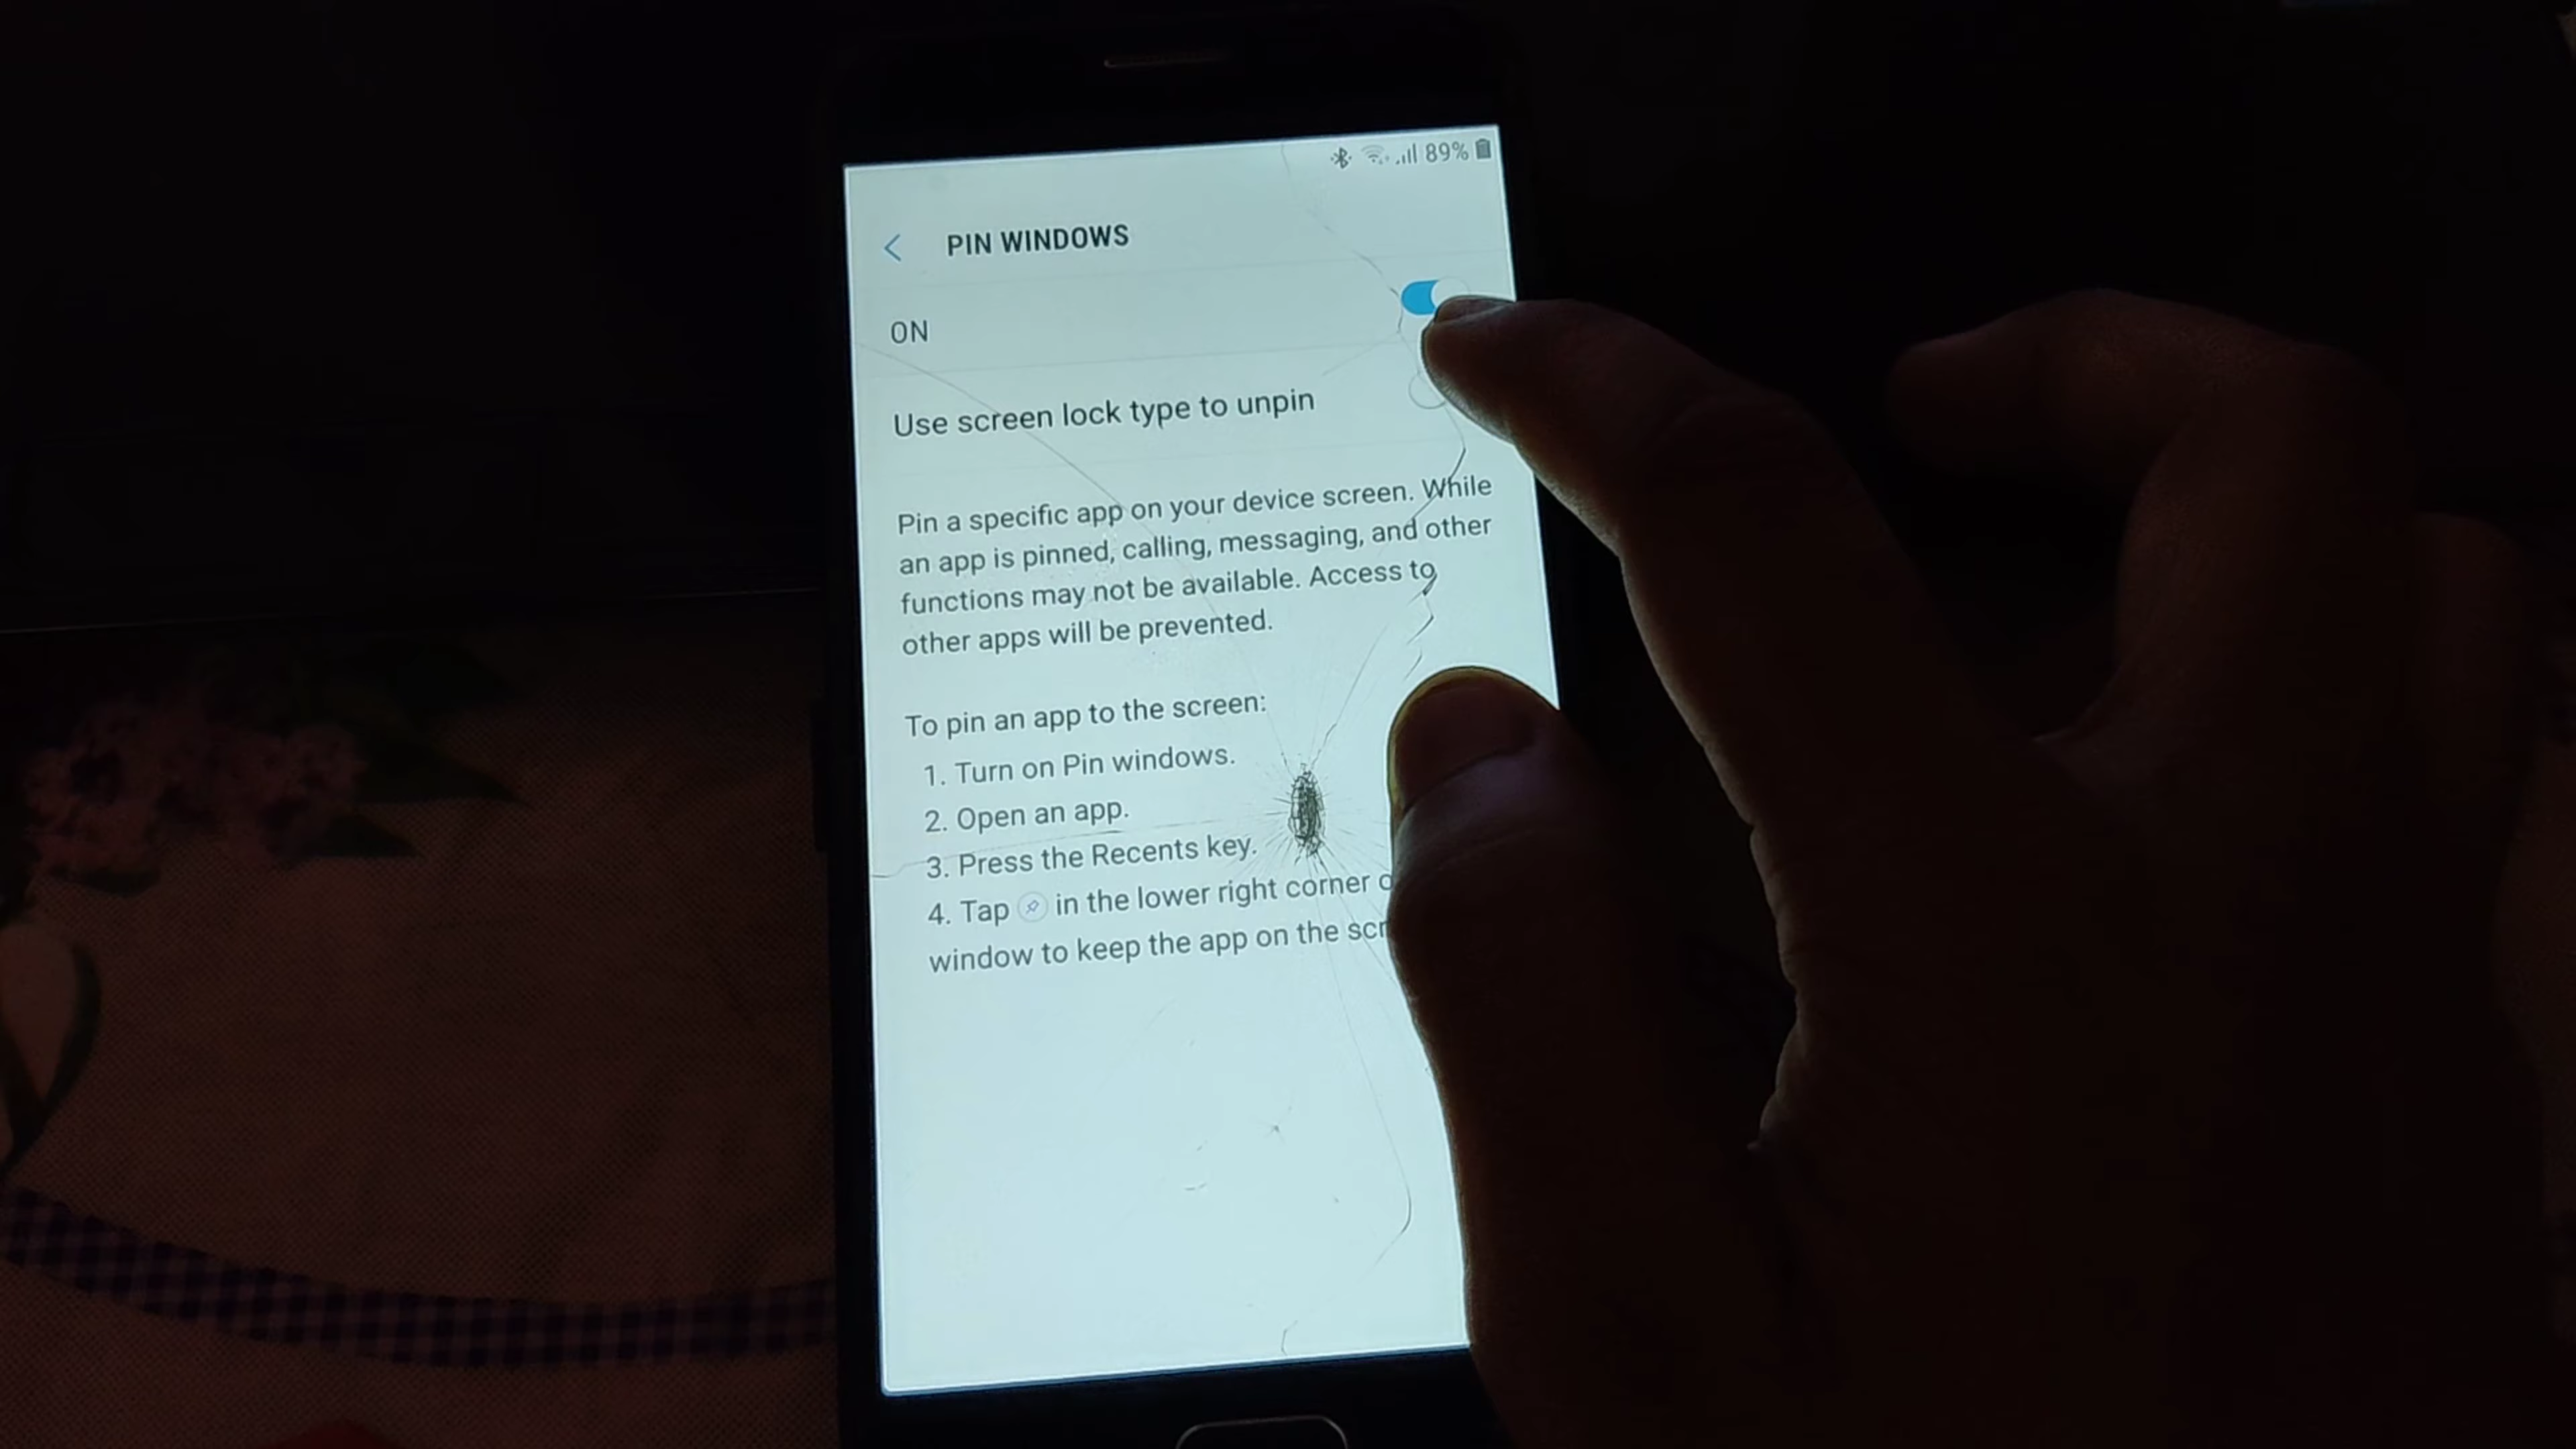 89%
PIN WINDOWS
ON
Use screen lock type to unpin
Pin a specific app on your device screen. While
an app is pinned, calling, messaging, and other
functions may not be available. Access to
other apps will be prevented.
To pin an app to the screen:
1. Turn on Pin windows.
2. Open an app.
3. Press the Recents key.
4. Tap in the lower right corner
window to keep the app on the